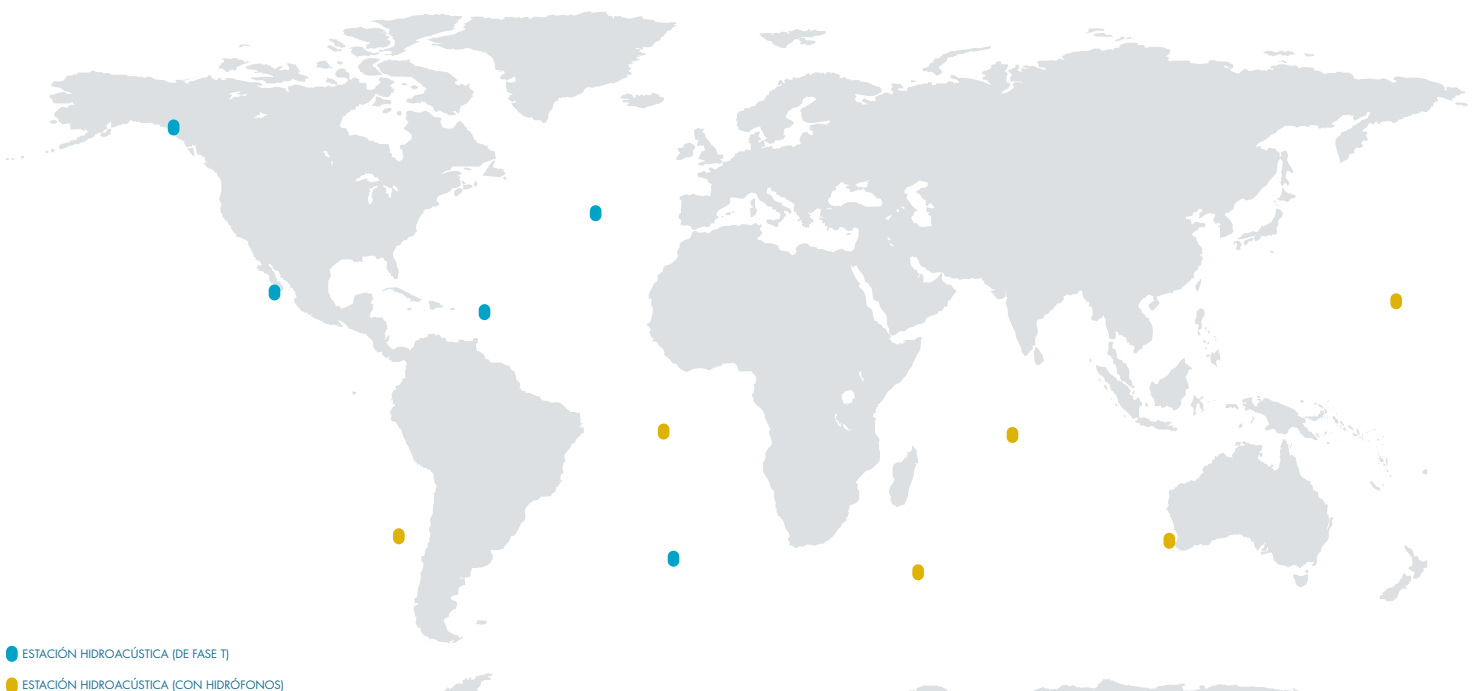 ESTACIÓN HIDROACÚSTICA (DE FASE T)
ESTACIÓN HIDROACÚSTICA (CON HIDRÓFONOS)